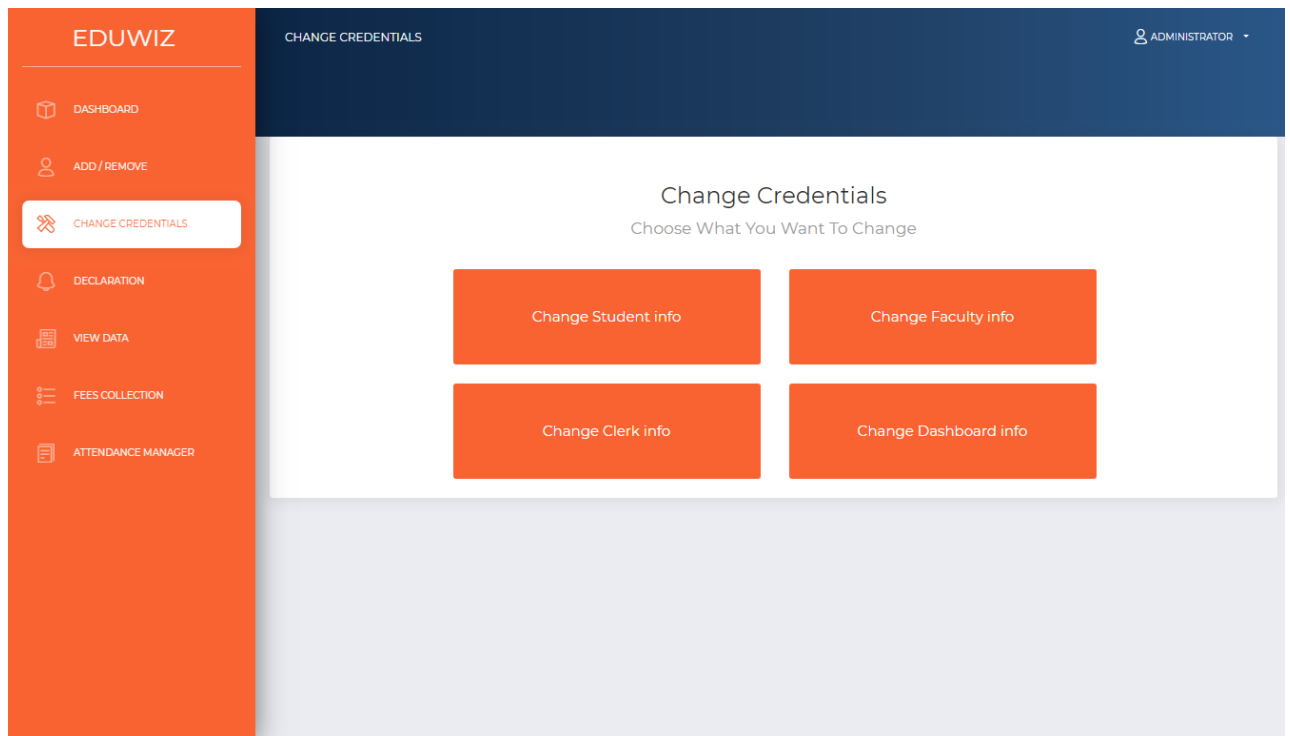 EDUWIZ
DASHBOARD
ADD / REMOVE
CHANGE CREDENTIALS
DECLARATION
VIEW DATA
FEES COLLECTION
ATTENDANCE MANAGER
CHANGE CREDENTIALS
ADMINISTRATOR
Change Credentials
Choose What You Want To Change
Change Student info
Change Faculty info
Change Clerk info
Change Dashboard info